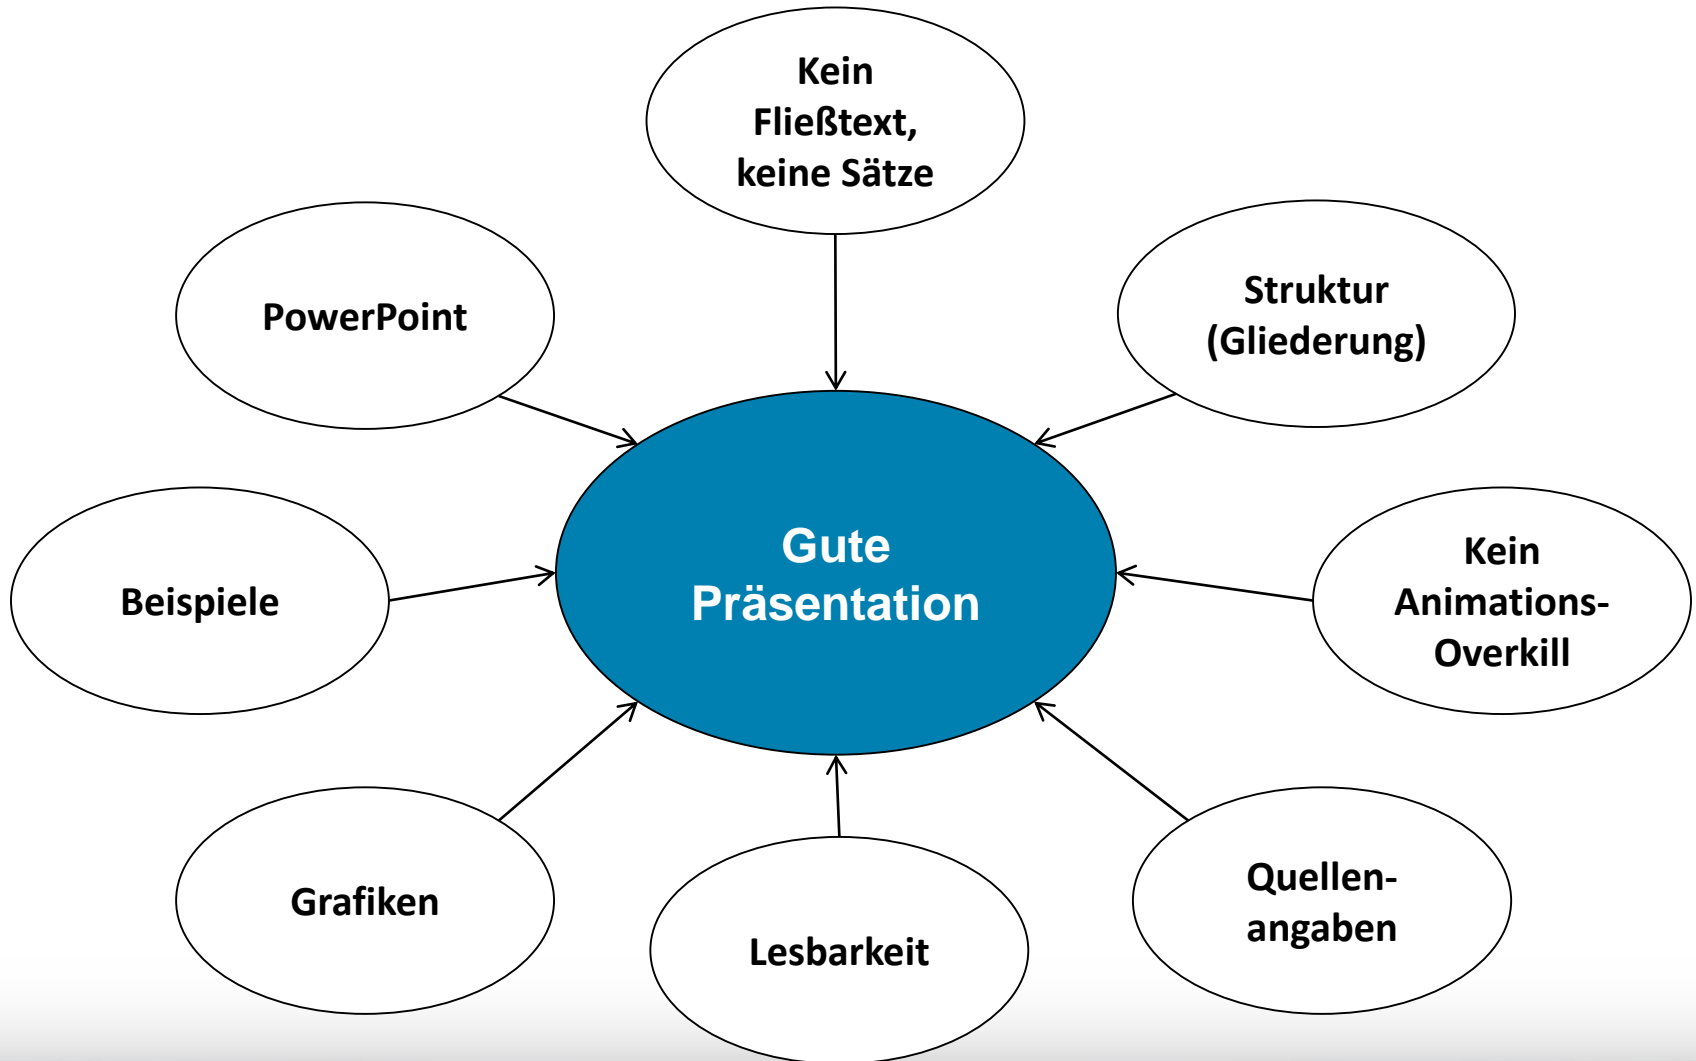 Kein
Fließtext,
keine Sätze
PowerPoint
Struktur
(Gliederung)
Gute
Präsentation
Beispiele
Kein
Animations-
Overkill
Grafiken
Lesbarkeit
Quellen-
angaben